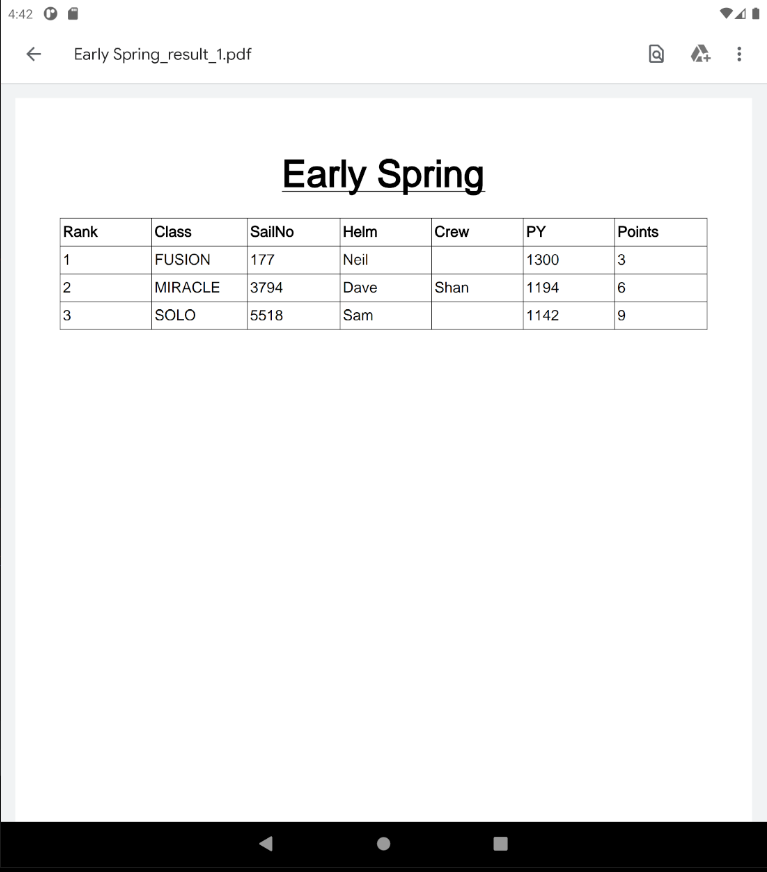 4:42
Early Spring_result_1.pdf
Early Spring
Rank Class SailNo Helm Crew PY Points
1 FUSION 177 Neil 1300 3
2 MIRACLE 3794 Dave Shan 1194 6
3 SOLO 5518 Sam 1142 9